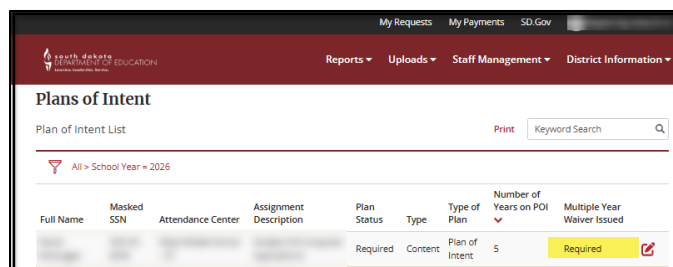 My Requests My Payments SD.Gov
south dakota
DEPARTMENT OF EDUCATION
Learning. Leadership. Service.
Reports Uploads Staff Management District Information
Plans of Intent
Plan of Intent List
Print Keyword Search
All > School Year = 2026
Full Name Masked SSN Attendance Center Assignment Description Plan Status Type Type of Plan Number of Years on POI Multiple Year Waiver Issued
Required Content Plan of Intent 5 Required